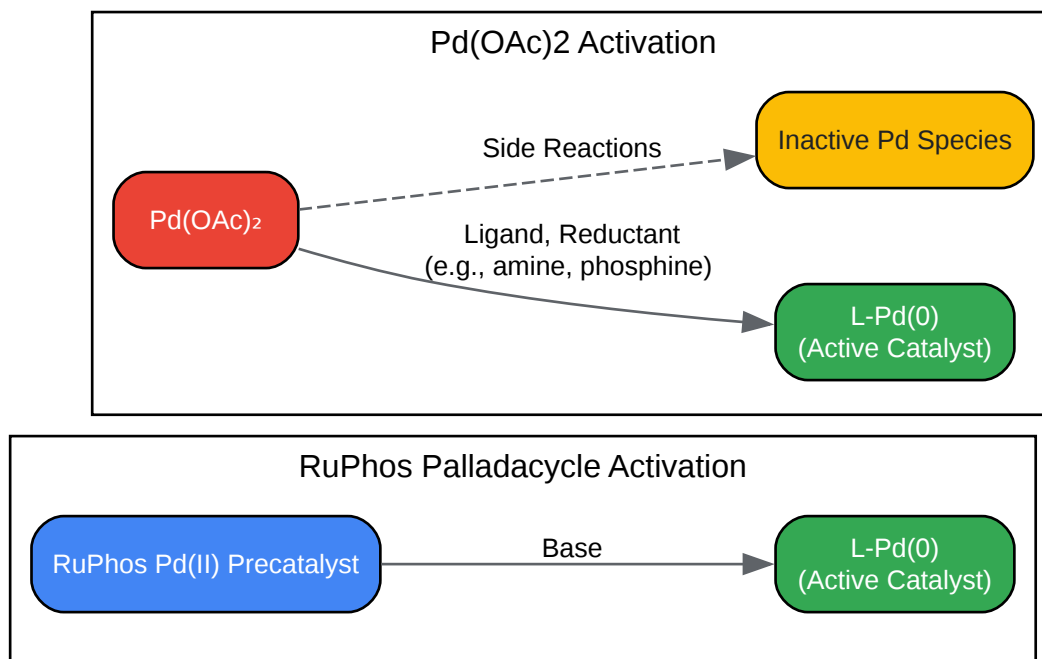 Pd(OAc)2 Activation
Inactive Pd Species
Side Reactions
Pd(OAc)₂
Ligand, Reductant
(e.g., amine, phosphine)
L-Pd(0)
(Active Catalyst)
RuPhos Palladacycle Activation
RuPhos Pd(II) Precatalyst
Base
L-Pd(0)
(Active Catalyst)